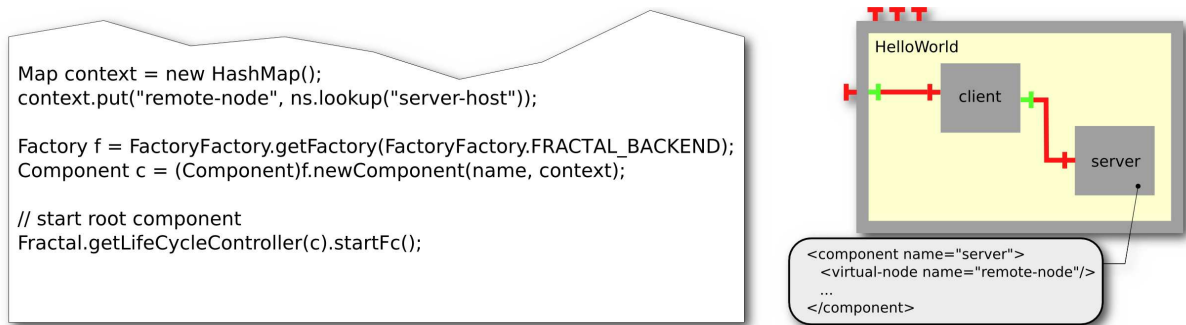 Map context = new HashMap();
context.put("remote-node", ns.lookup("server-host"));
Factory f = FactoryFactory.getFactory(FactoryFactory.FRACTAL_BACKEND);
Component c = (Component)f.newComponent(name, context);
// start root component
Fractal.getLifeCycleController(c).startFc();
HelloWorld
client
server
<component name="server">
<virtual-node name="remote-node"/>
...
</component>